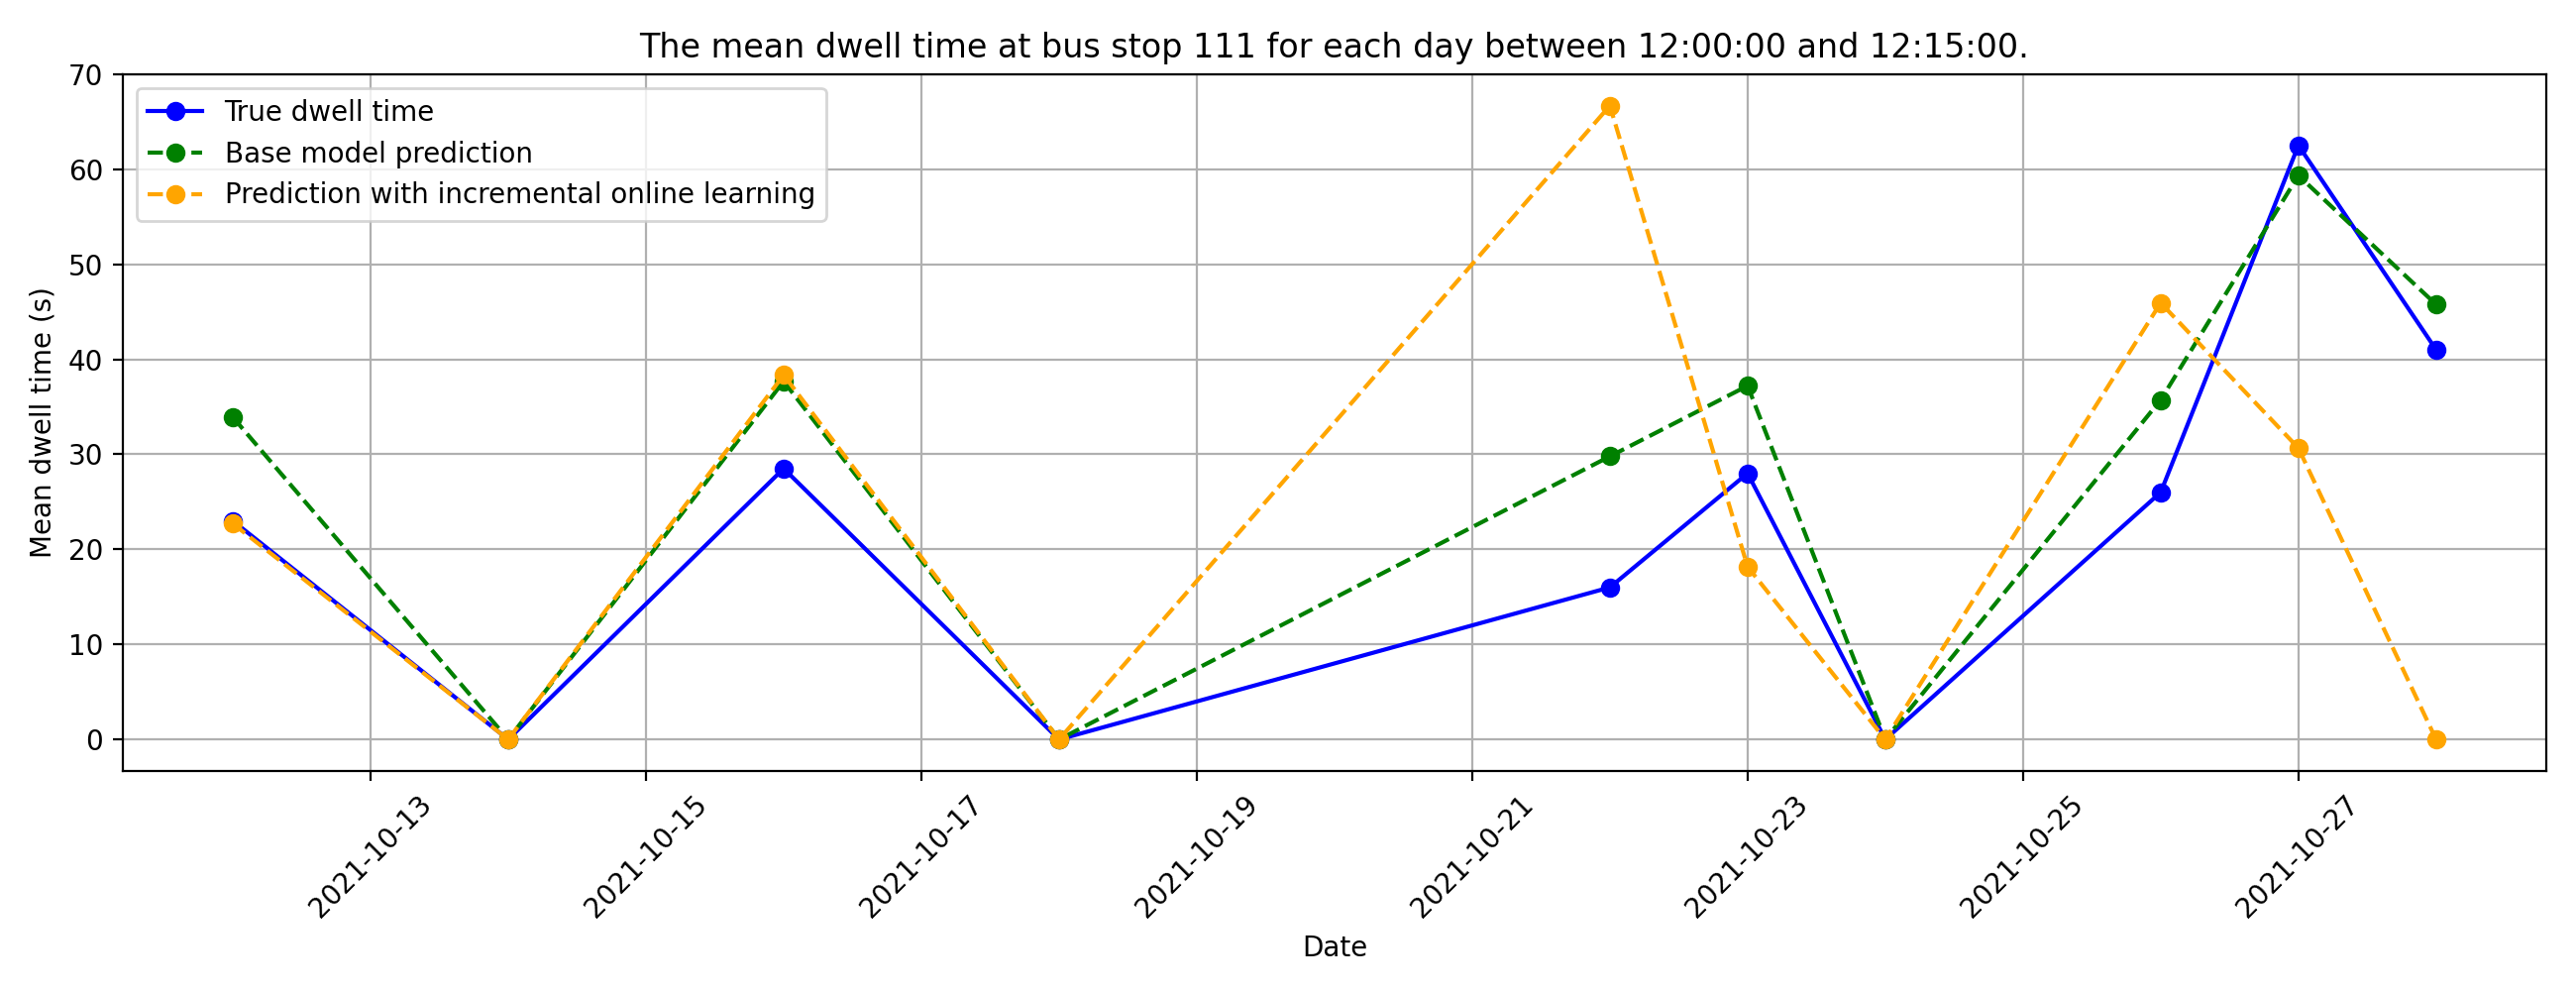 The mean dwell time at bus stop 111 for each day between 12:00:00 and 12:15:00.
True dwell time
Base model prediction
Prediction with incremental online learning
Mean dwell time (s)
70
60
50
40
30
20
10
0
2021-10-13
2021-10-15
2021-10-17
2021-10-19
2021-10-21
2021-10-23
2021-10-25
2021-10-27
Date